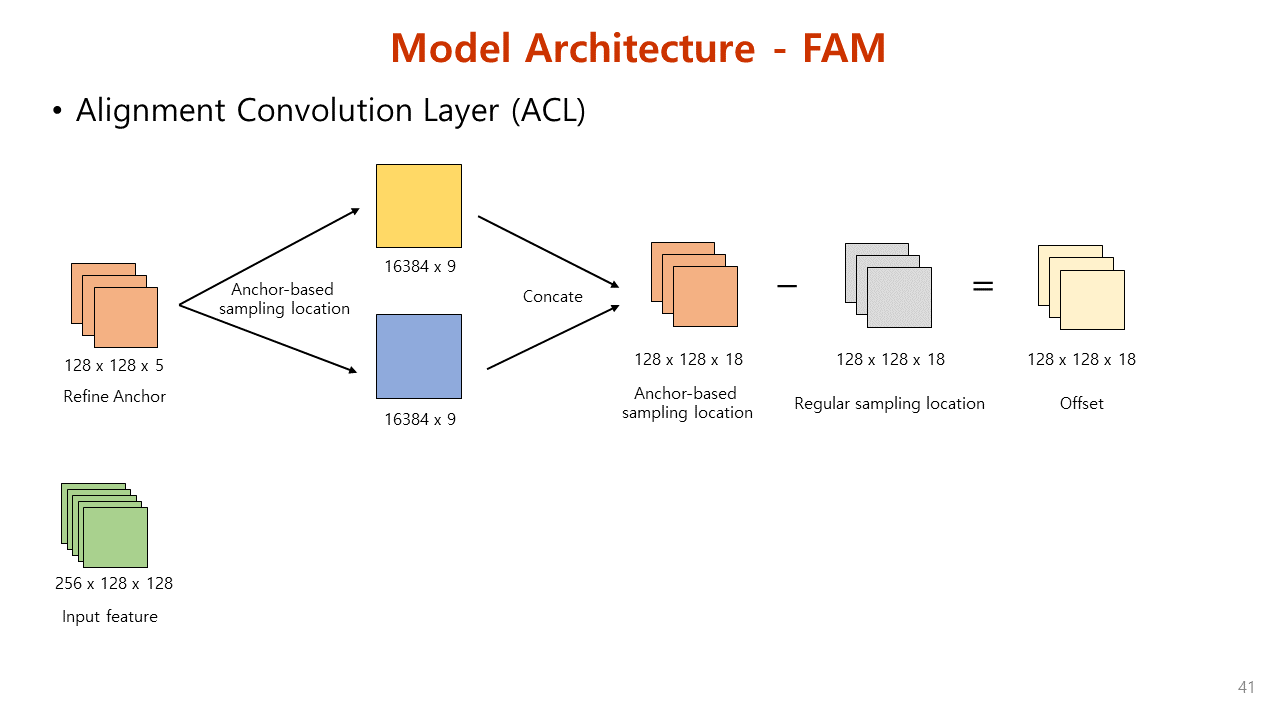 Model Architecture - FAM
• Alignment Convolution Layer (ACL)
16384 x 9
Anchor-based
sampling location
Concate
128 x 128 x 5
Refine Anchor
16384 x 9
128 x 128 x 18
Anchor-based
sampling location
−
128 x 128 x 18
Regular sampling location
=
128 x 128 x 18
Offset
256 x 128 x 128
Input feature
41